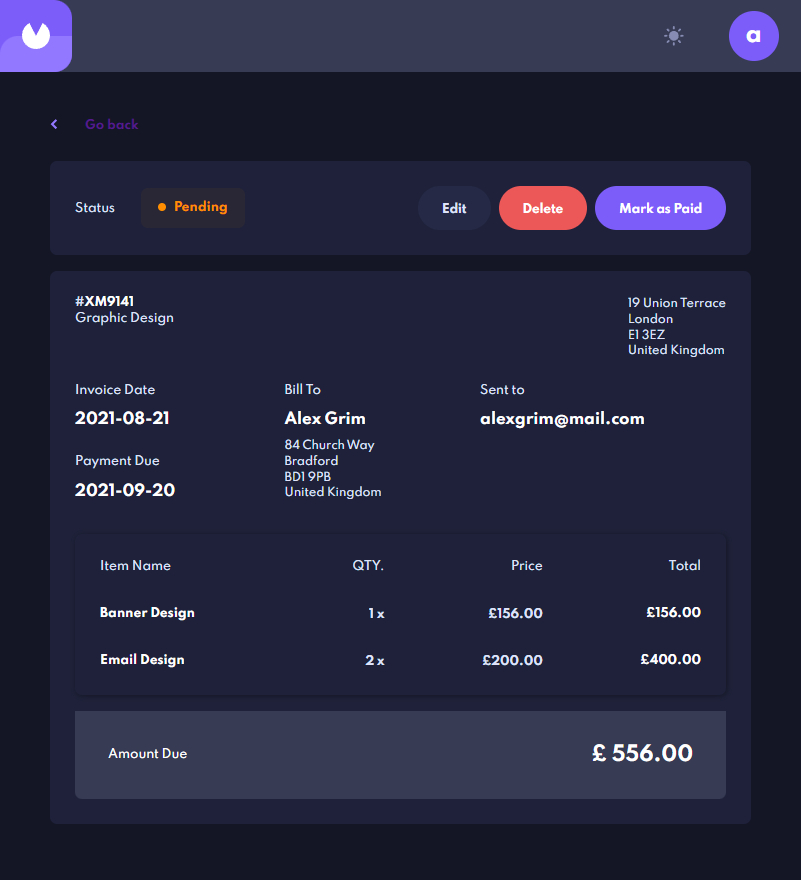 a
Go back
Status
Pending
Edit
Delete
Mark as Paid
#XM9141
Graphic Design
19 Union Terrace
London
E1 3EZ
United Kingdom
Invoice Date
2021-08-21
Payment Due
2021-09-20
Bill To
Alex Grim
84 Church Way
Bradford
BD1 9PB
United Kingdom
Sent to
alexgrim@mail.com
Item Name QTY. Price Total
Banner Design 1 x £156.00 £156.00
Email Design 2 x £200.00 £400.00
Amount Due £ 556.00